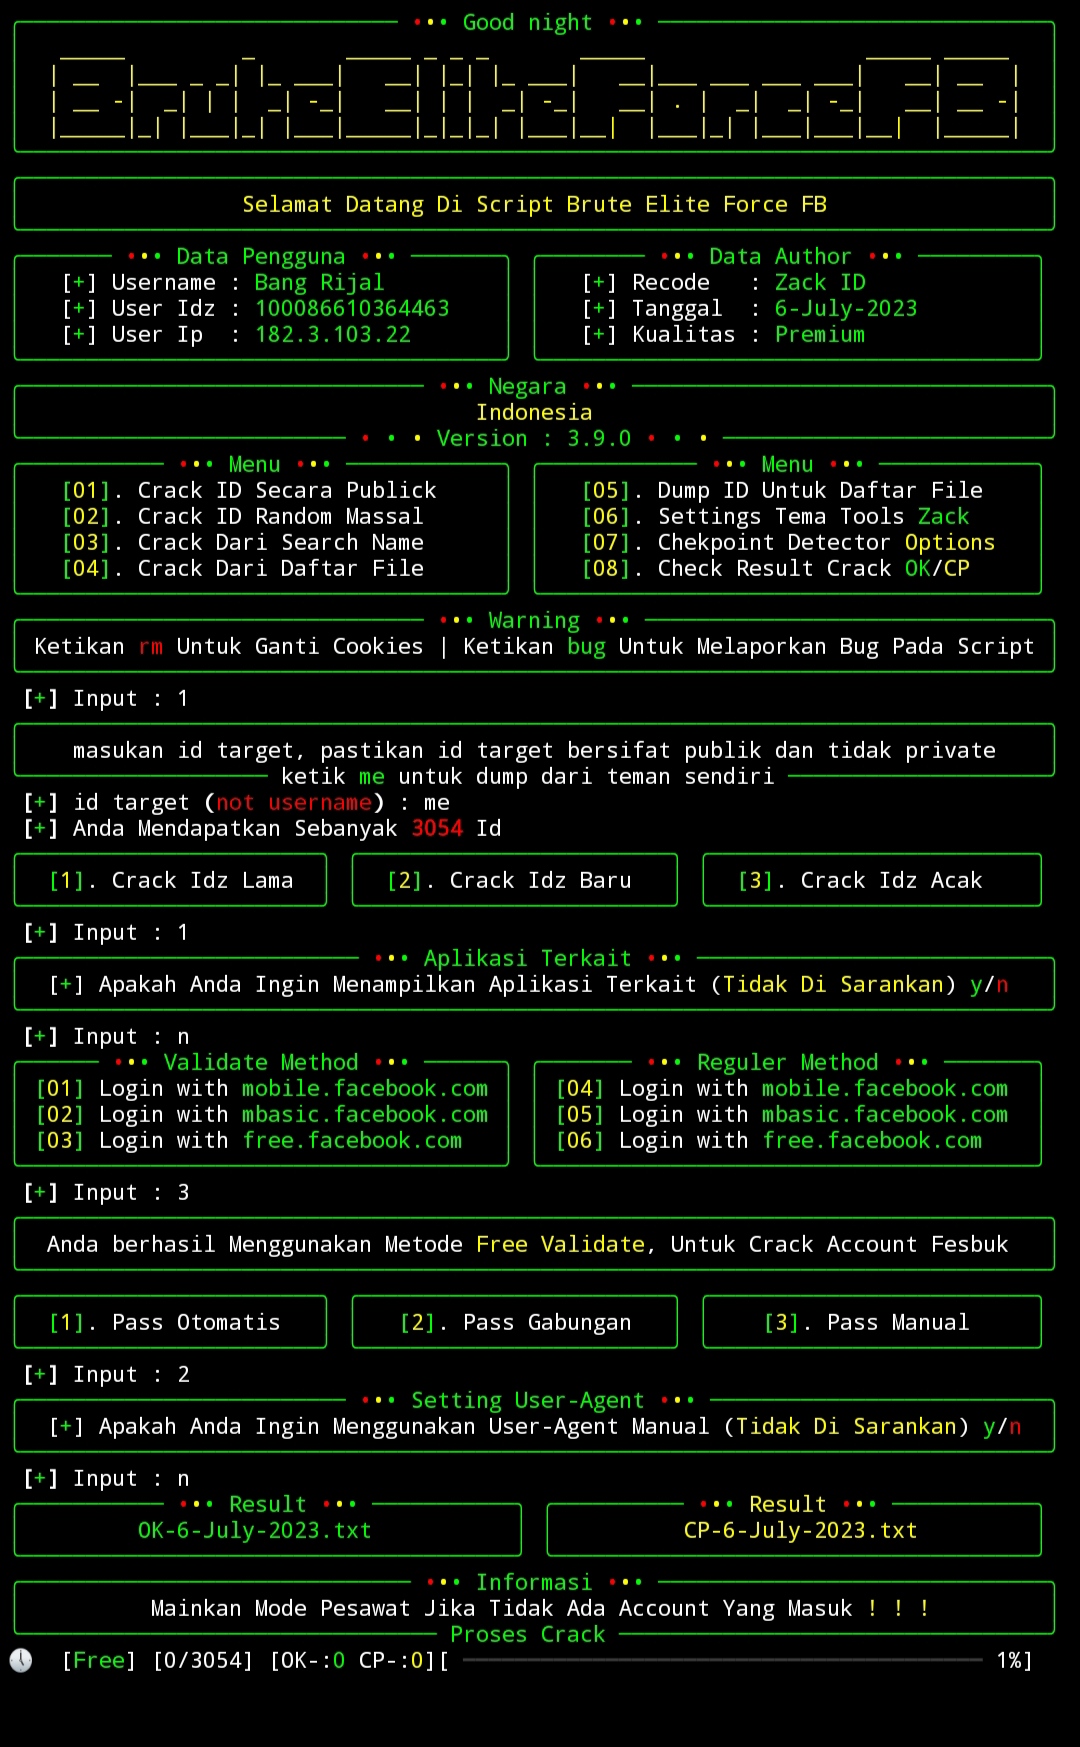 ••• Good night •••
BruteEliteForceFB
Selamat Datang Di Script Brute Elite Force FB
••• Data Pengguna •••
[+] Username : Bang Rijal
[+] User Idz : 100086610364463
[+] User Ip : 182.3.103.22
••• Data Author •••
[+] Recode : Zack ID
[+] Tanggal : 6-July-2023
[+] Kualitas : Premium
••• Negara •••
Indonesia
• • • Version : 3.9.0 • • •
••• Menu •••
[01]. Crack ID Secara Publick
[02]. Crack ID Random Massal
[03]. Crack Dari Search Name
[04]. Crack Dari Daftar File
••• Menu •••
[05]. Dump ID Untuk Daftar File
[06]. Settings Tema Tools Zack
[07]. Chekpoint Detector Options
[08]. Check Result Crack OK/CP
••• Warning •••
Ketikan rm Untuk Ganti Cookies | Ketikan bug Untuk Melaporkan Bug Pada Script
[+] Input : 1
masukan id target, pastikan id target bersifat publik dan tidak private
ketik me untuk dump dari teman sendiri
[+] id target (not username) : me
[+] Anda Mendapatkan Sebanyak 3054 Id
[1]. Crack Idz Lama
[2]. Crack Idz Baru
[3]. Crack Idz Acak
[+] Input : 1
••• Aplikasi Terkait •••
[+] Apakah Anda Ingin Menampilkan Aplikasi Terkait (Tidak Di Sarankan) y/n
[+] Input : n
••• Validate Method •••
[01] Login with mobile.facebook.com
[02] Login with mbasic.facebook.com
[03] Login with free.facebook.com
••• Reguler Method •••
[04] Login with mobile.facebook.com
[05] Login with mbasic.facebook.com
[06] Login with free.facebook.com
[+] Input : 3
Anda berhasil Menggunakan Metode Free Validate, Untuk Crack Account Fesbuk
[1]. Pass Otomatis
[2]. Pass Gabungan
[3]. Pass Manual
[+] Input : 2
••• Setting User-Agent •••
[+] Apakah Anda Ingin Menggunakan User-Agent Manual (Tidak Di Sarankan) y/n
[+] Input : n
••• Result •••
OK-6-July-2023.txt
••• Result •••
CP-6-July-2023.txt
••• Informasi •••
Mainkan Mode Pesawat Jika Tidak Ada Account Yang Masuk ! ! !
Proses Crack
[Free] [0/3054] [OK-:0 CP-:0][ 1%]